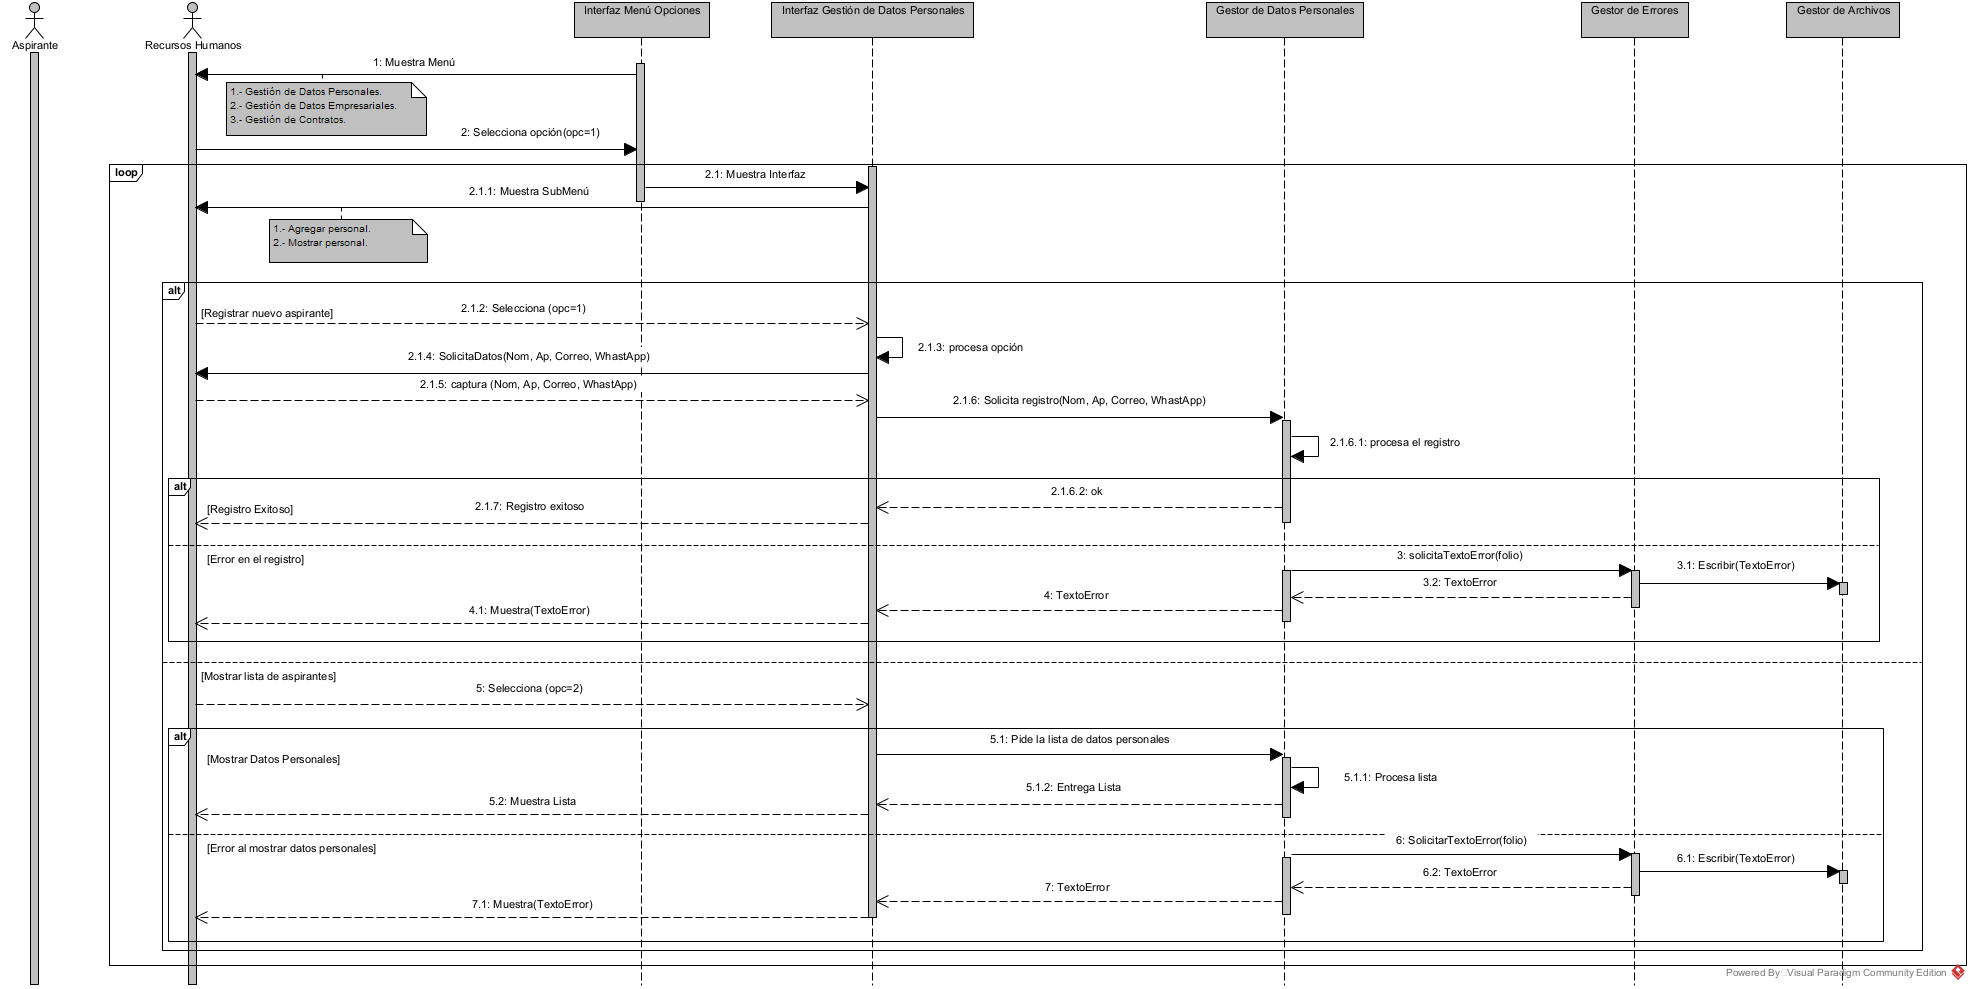 Aspirante
Recursos Humanos
Interfaz Menú Opciones
Interfaz Gestión de Datos Personales
Gestor de Datos Personales
Gestor de Errores
Gestor de Archivos
1: Muestra Menú
1.- Gestión de Datos Personales.
2.- Gestión de Datos Empresariales.
3.- Gestión de Contratos.
2: Selecciona opción(opc=1)
loop
2.1: Muestra Interfaz
2.1.1: Muestra SubMenú
1.- Agregar personal.
2.- Mostrar personal.
alt
[Registrar nuevo aspirante]
2.1.2: Selecciona (opc=1)
2.1.3: procesa opción
2.1.4: SolicitaDatos(Nom, Ap, Correo, WhastApp)
2.1.5: captura (Nom, Ap, Correo, WhastApp)
2.1.6: Solicita registro(Nom, Ap, Correo, WhastApp)
2.1.6.1: procesa el registro
alt
2.1.6.2: ok
[Registro Exitoso]
2.1.7: Registro exitoso
[Error en el registro]
3: solicitaTextoError(folio)
3.1: Escribir(TextoError)
3.2: TextoError
4: TextoError
4.1: Muestra(TextoError)
[Mostrar lista de aspirantes]
5: Selecciona (opc=2)
alt
5.1: Pide la lista de datos personales
[Mostrar Datos Personales]
5.1.1: Procesa lista
5.1.2: Entrega Lista
5.2: Muestra Lista
6: SolicitarTextoError(folio)
[Error al mostrar datos personales]
6.1: Escribir(TextoError)
6.2: TextoError
7: TextoError
7.1: Muestra(TextoError)
Powered By Visual Paradigm Community Edition